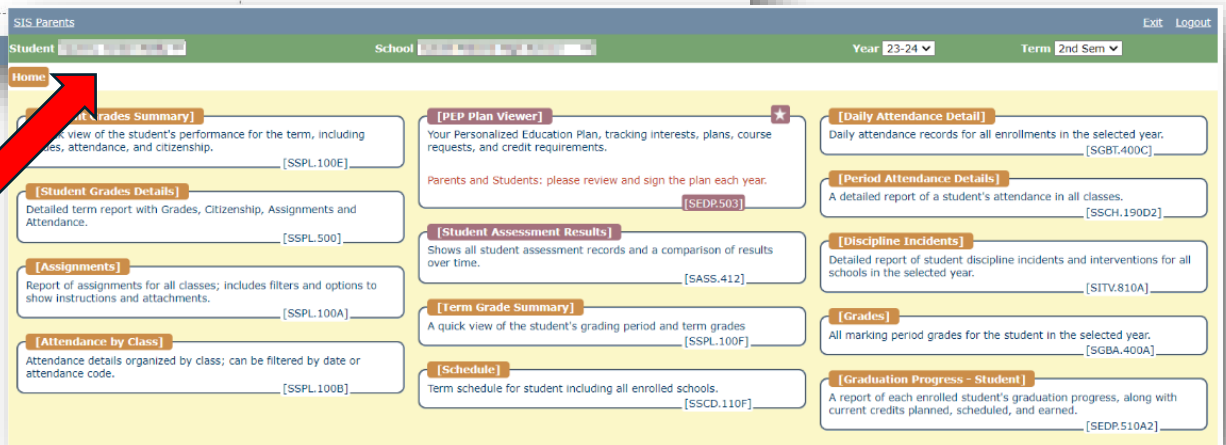 SIS Parents
Exit Logout
Student
School
Year 23-24
Term 2nd Sem
Home
Grades Summary]
view of the student's performance for the term, including
attendance, and citizenship.
[SSPL.100E]
[Student Grades Details]
Detailed term report with Grades, Citizenship, Assignments and
Attendance.
[SSPL.500]
[Assignments]
Report of assignments for all classes; includes filters and options to
show instructions and attachments.
[SSPL.100A]
[Attendance by Class]
Attendance details organized by class; can be filtered by date or
attendance code.
[SSPL.100B]
[PEP Plan Viewer]
Your Personalized Education Plan, tracking interests, plans, course
requests, and credit requirements.
Parents and Students: please review and sign the plan each year.
[SEDP.503]
[Student Assessment Results]
Shows all student assessment records and a comparison of results
over time.
[SASS.412]
[Term Grade Summary]
A quick view of the student's grading period and term grades
[SSPL.100F]
[Schedule]
Term schedule for student including all enrolled schools.
[SSCD.110F]
[Daily Attendance Detail]
Daily attendance records for all enrollments in the selected year.
[SGBT.400C]
[Period Attendance Details]
A detailed report of a student's attendance in all classes.
[SSCH.190D2]
[Discipline Incidents]
Detailed report of student discipline incidents and interventions for all
schools in the selected year.
[SITV.810A]
[Grades]
All marking period grades for the student in the selected year.
[SGBA.400A]
[Graduation Progress - Student]
A report of each enrolled student's graduation progress, along with
current credits planned, scheduled, and earned.
[SEDP.510A2]